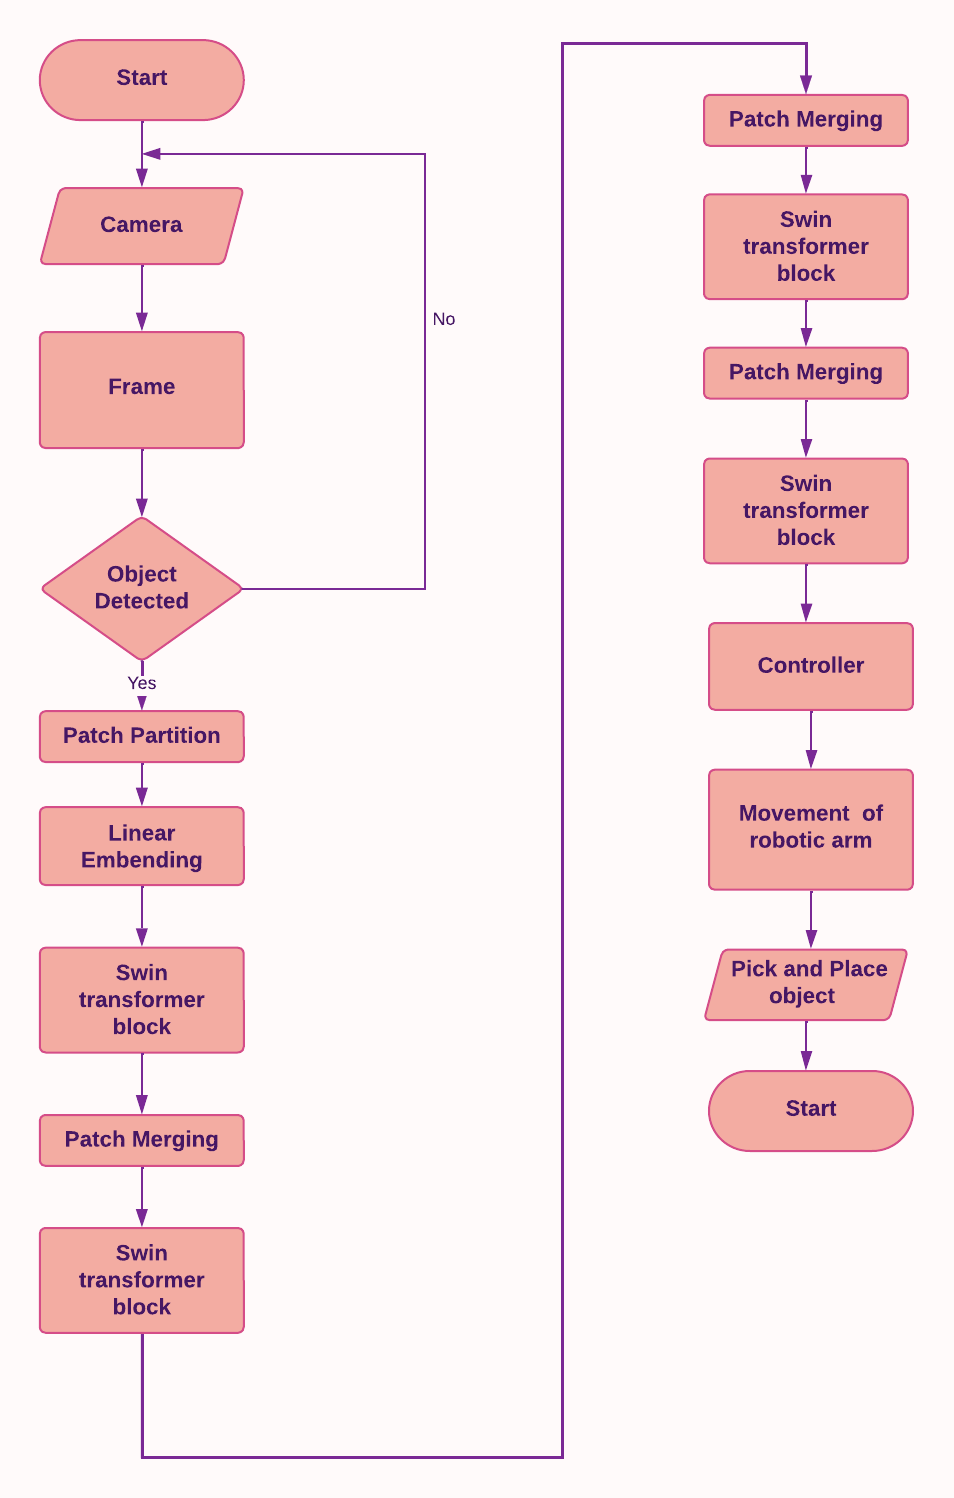 Start
Camera
Frame
No
Object
Detected
Yes
Patch Partition
Linear
Embending
Swin
transformer
block
Patch Merging
Swin
transformer
block
Patch Merging
Swin
transformer
block
Patch Merging
Swin
transformer
block
Controller
Movement  of
robotic arm
Pick and Place
object
Start